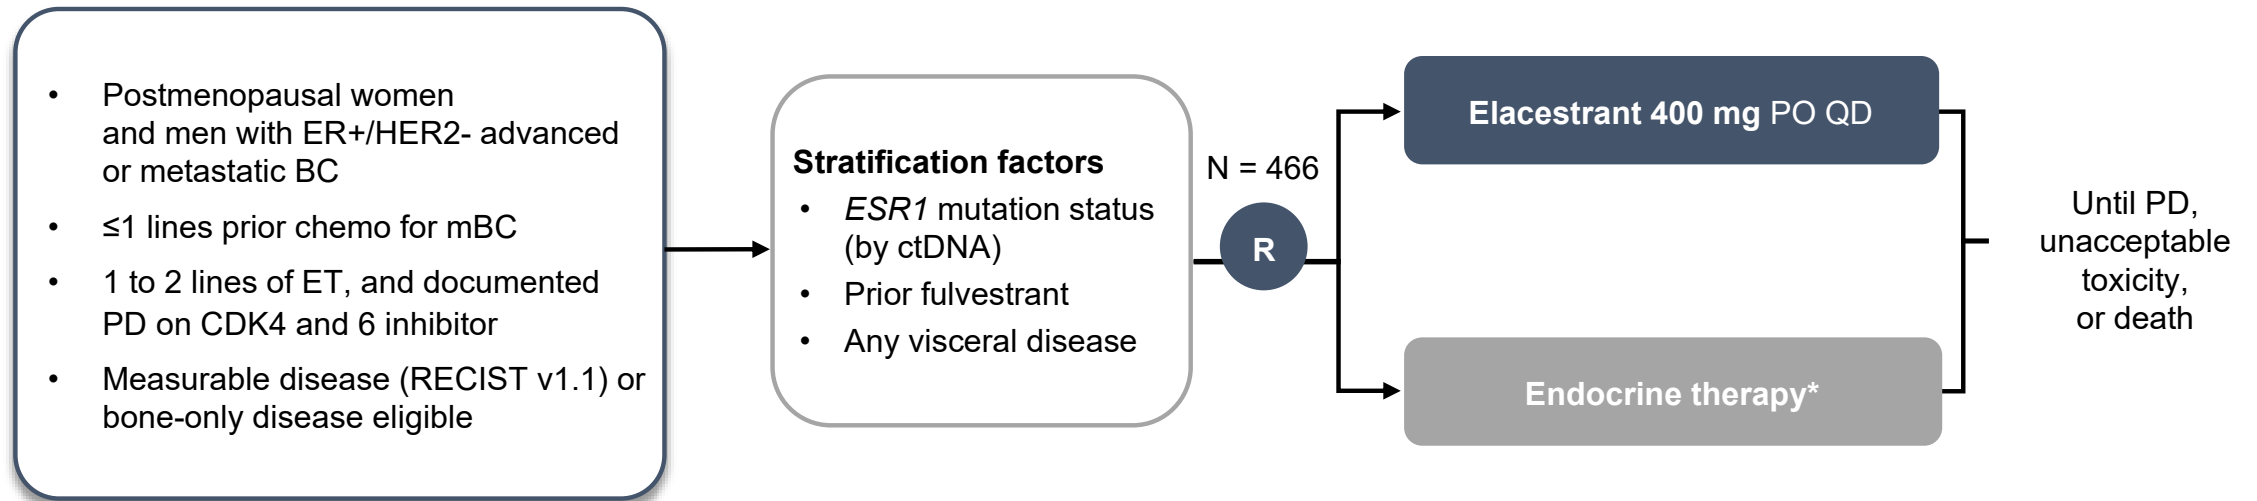 • Postmenopausal women
and men with ER+/HER2- advanced
or metastatic BC
• ≤1 lines prior chemo for mBC
• 1 to 2 lines of ET, and documented
PD on CDK4 and 6 inhibitor
• Measurable disease (RECIST v1.1) or
bone-only disease eligible
Stratification factors
• ESR1 mutation status
(by ctDNA)
• Prior fulvestrant
• Any visceral disease
N = 466
R
Elacestrant 400 mg PO QD
Endocrine therapy*
Until PD,
unacceptable
toxicity,
or death